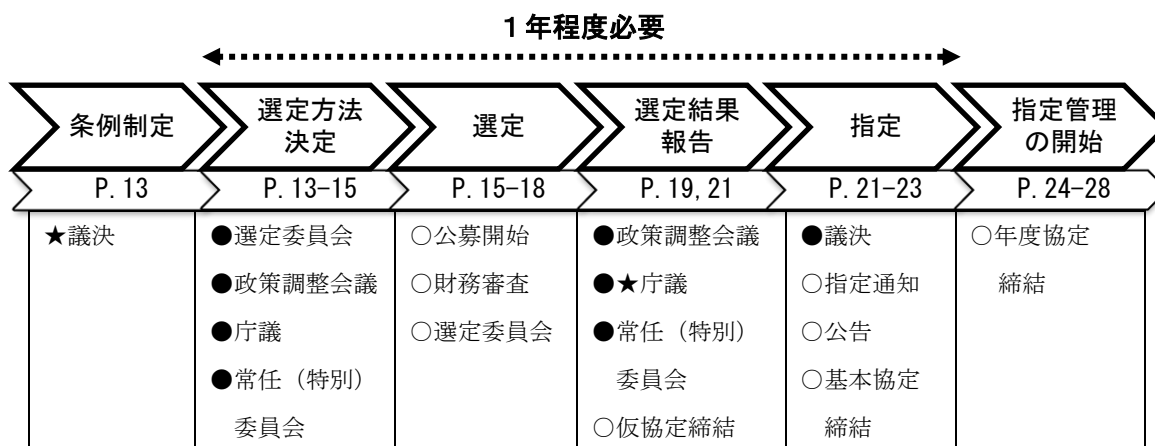 1年程度必要
条例制定
選定方法
決定
選定
選定結果
報告
指定
指定管理
の開始
P. 13
P. 13-15
P. 15-18
P. 19, 21
P. 21-23
P. 24-28
★議決
●選定委員会
●政策調整会議
●庁議
●常任(特別)
委員会
○公募開始
○財務審査
○選定委員会
●政策調整会議
●★庁議
●常任(特別)
委員会
○仮協定締結
●議決
○指定通知
○公告
○基本協定
締結
○年度協定
締結